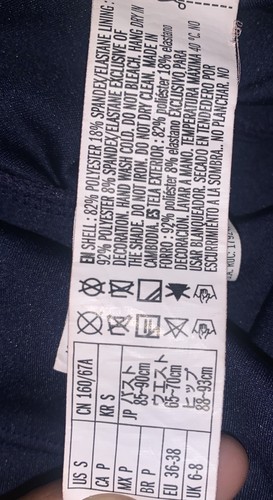 EN SHELL: 82% POLYESTER 18% SPANDEX/ELASTANE LINING:
92% POLYESTER 8% SPANDEX/ELASTANE EXCLUSIVE OF
DECORATION. HAND WASH COLD. DO NOT BLEACH. HANG DRY IN
THE SHADE. DO NOT IRON. DO NOT DRY CLEAN. MADE IN
CAMBODIA. ES TELA EXTERIOR: 82% poliéster 18% elastano
FORRO: 92% poliéster 8% elastano EXCLUSIVO PARA
DECORACIÓN. LAVAR A MANO. TEMPERATURA MÁXIMA 40 °C. NO
USAR BLANQUEADOR. SECADO EN TENDEDERO POR
ESCURRIMIENTO A LA SOMBRA. NO PLANCHAR. NO
US S
CN 160/67A
CA P
KR S
MX P
JP バスト
85-90cm
ウエスト
65-70cm
ヒップ
88-93cm
BR P
EU 36-38
UK 6-8